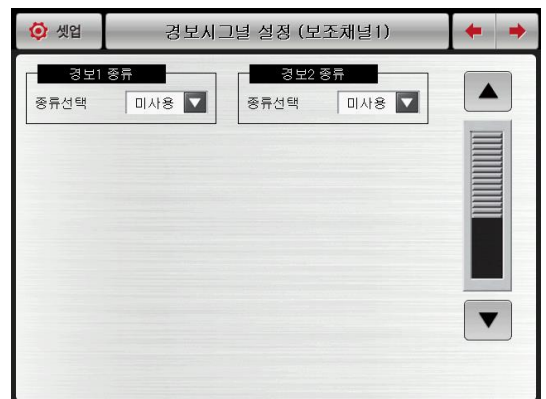 셋업
경보시그널 설정 (보조채널1)
경보1 종류
종류선택 미사용
경보2 종류
종류선택 미사용